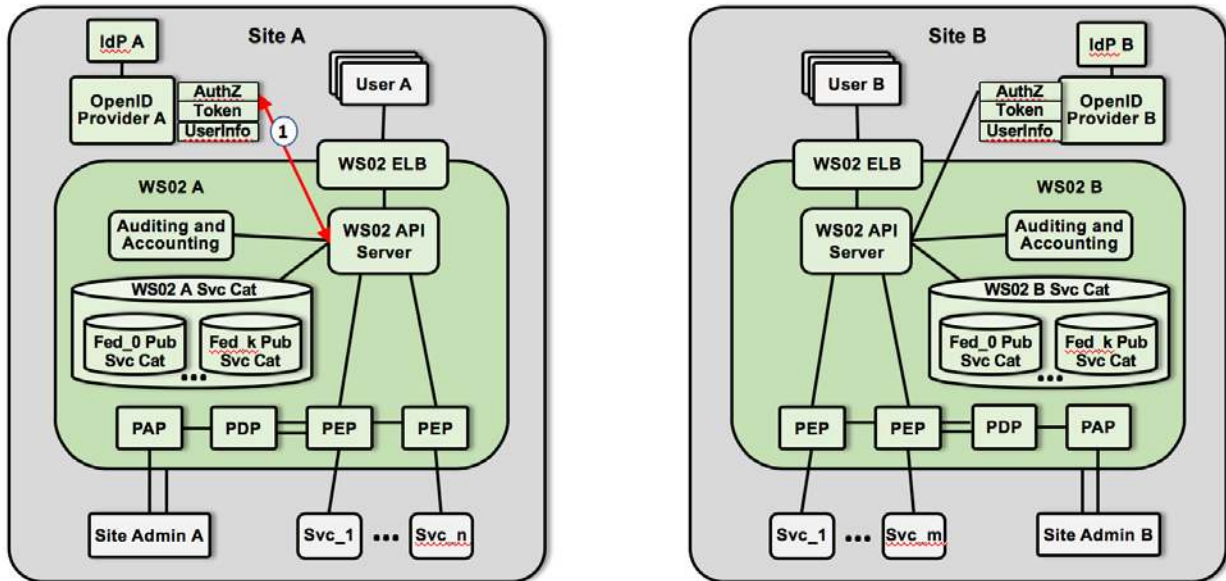 Site A
IdP A
OpenID
Provider A
AuthZ
Token
UserInfo
1
User A
WS02 ELB
WS02 A
Auditing and
Accounting
WS02 API
Server
WS02 A Svc Cat
Fed_0 Pub
Svc Cat
Fed_k Pub
Svc Cat
...
PAP
PDP
PEP
PEP
Site Admin A
Svc_1
...
Svc_n
Site B
IdP B
User B
AuthZ
Token
UserInfo
OpenID
Provider B
WS02 ELB
WS02 B
WS02 API
Server
Auditing and
Accounting
WS02 B Svc Cat
Fed_0 Pub
Svc Cat
Fed_k Pub
Svc Cat
...
PEP
PEP
PDP
PAP
Svc_1
...
Svc_m
Site Admin B